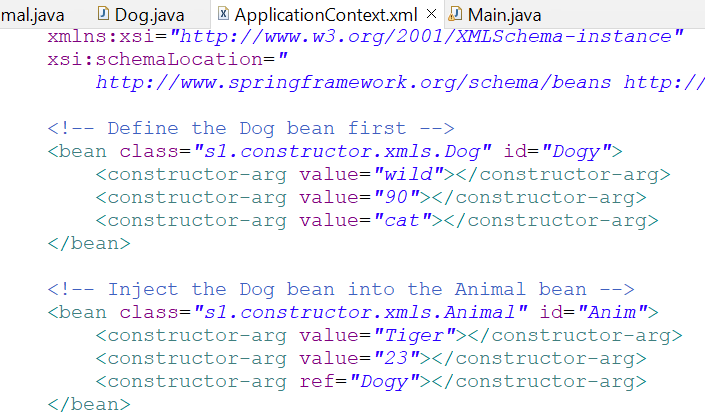 mal.java Dog.java ApplicationContext.xml Main.java
xmlns:xsi="http://www.w3.org/2001/XMLSchema-instance"
xsi:schemaLocation="
http://www.springframework.org/schema/beans http://
<!-- Define the Dog bean first -->
<bean class="s1.constructor.xmls.Dog" id="Dogy">
<constructor-arg value="wild"></constructor-arg>
<constructor-arg value="90"></constructor-arg>
<constructor-arg value="cat"></constructor-arg>
</bean>
<!-- Inject the Dog bean into the Animal bean -->
<bean class="s1.constructor.xmls.Animal" id="Anim">
<constructor-arg value="Tiger"></constructor-arg>
<constructor-arg value="23"></constructor-arg>
<constructor-arg ref="Dogy"></constructor-arg>
</bean>